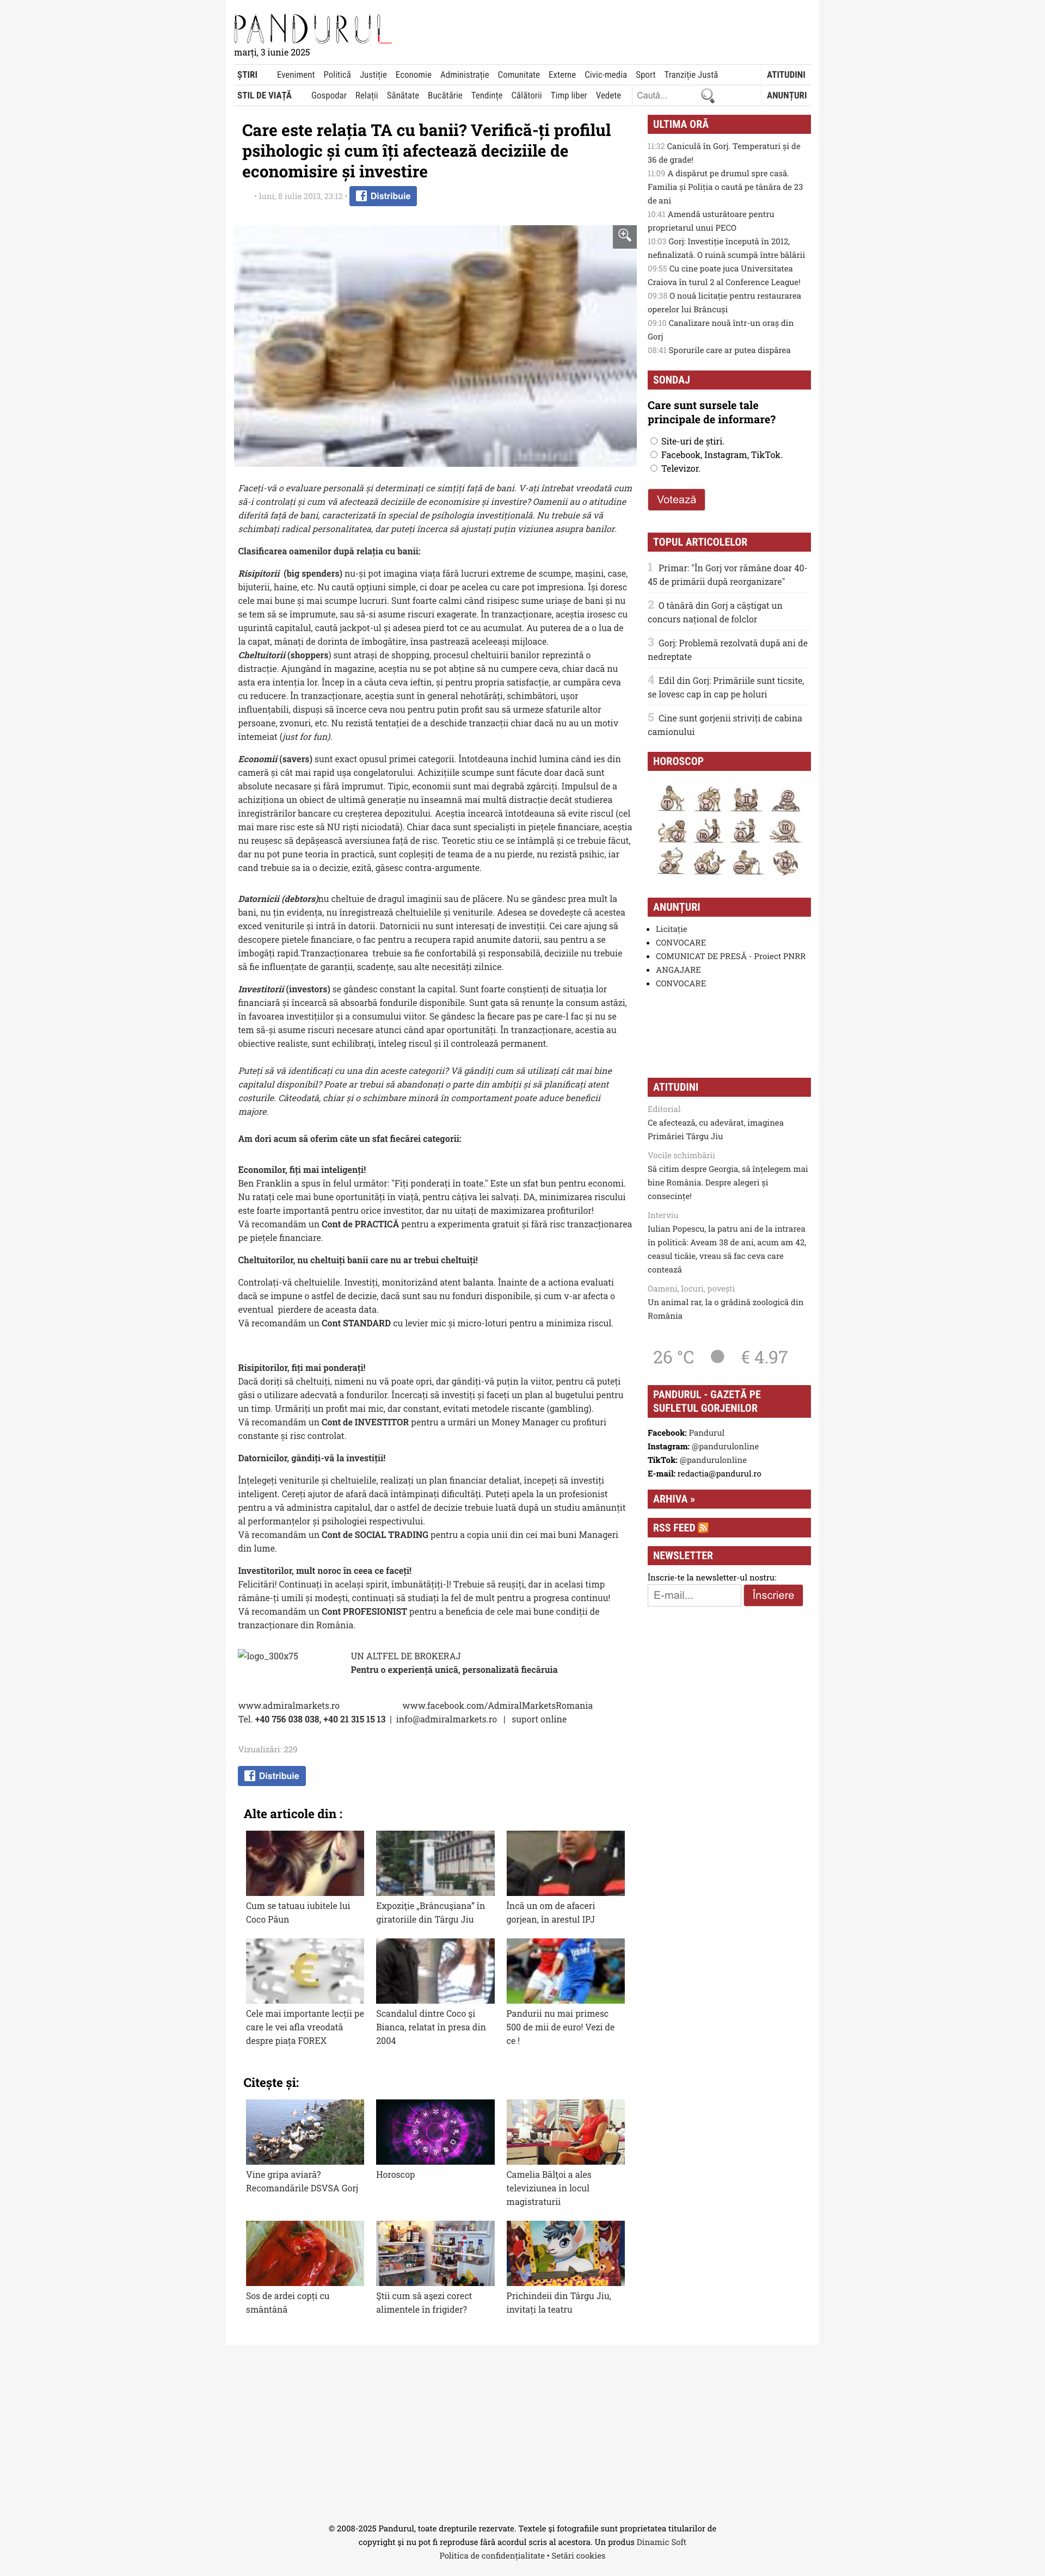 PANDURUL_
marți, 3 iunie 2025
ȘTIRI Eveniment Politică Justiție Economie Administrație Comunitate Externe Civic-media Sport Tranziție Justă ATITUDINI
STIL DE VIAȚĂ Gospodar Relații Sănătate Bucătărie Tendințe Călătorii Timp liber Vedete Caută... ANUNȚURI
Care este relația TA cu banii? Verifică-ți profilul
psihologic și cum îți afectează deciziile de
economisire și investire
• luni, 8 iulie 2013, 23:12 • Distribuie
Faceți-vă o evaluare personală și determinați ce simțiți față de bani. V-ați întrebat vreodată cum
să-i controlați și cum vă afectează deciziile de economisire și investire? Oamenii au o atitudine
diferită față de bani, caracterizată în special de psihologia investițională. Nu trebuie să vă
schimbați radical personalitatea, dar puteți încerca să ajustați puțin viziunea asupra banilor.
Clasificarea oamenilor după relația cu banii:
Risipitorii (big spenders) nu-și pot imagina viața fără lucruri extreme de scumpe, mașini, case,
bijuterii, haine, etc. Nu caută opțiuni simple, ci doar pe acelea cu care pot impresiona. Își doresc
cele mai bune și mai scumpe lucruri. Sunt foarte calmi când risipesc sume uriașe de bani și nu
se tem să se împrumute, sau să-si asume riscuri exagerate. În tranzacționare, aceștia irosesc cu
ușurință capitalul, caută jackpot-ul și adesea pierd tot ce au acumulat. Au puterea de a o lua de
la capat, mânați de dorinta de îmbogőtire, însa pastrează aceleeași mijloace.
Cheltuitorii (shoppers) sunt atrași de shopping, procesul cheltuirii banilor reprezintă o
distracție. Ajungând în magazine, aceștia nu se pot abține să nu cumpere ceva, chiar dacă nu
asta era intenția lor. Încep în a căuta ceva ieftin, și pentru propria satisfacție, ar cumpăra ceva
cu reducere. În tranzacționare, aceștia sunt în general nehotărâți, schimbători, ușor
influențabili, dispuși să încerce ceva nou pentru putin profit sau să urmeze sfaturile altor
persoane, zvonuri, etc. Nu rezistă tentației de a deschide tranzacții chiar dacă nu au un motiv
întemeiat (just for fun).
Economii (savers) sunt exact opusul primei categorii. Întotdeauna închid lumina când ies din
cameră și cât mai rapid ușa congelatorului. Achizițiile scumpe sunt făcute doar dacă sunt
absolute necasare și fără împrumut. Tipic, economii sunt mai degrabă zgârciți. Impulsul de a
achiziționa un obiect de ultimă generație nu înseamnă mai multă distracție decât studierea
inregistrărilor bancare cu creșterea depozitului. Aceștia încearcă întotdeauna să evite riscul (cel
mai mare risc este să NU riști niciodată). Chiar daca sunt specialiști in piețele financiare, aceștia
nu reușesc să depășească aversiunea față de risc. Teoretic stiu ce se întâmplă și ce trebuie făcut,
dar nu pot pune teoria în practică, sunt copleșiți de teama de a nu pierde, nu rezistă psihic, iar
cand trebuie sa ia o decizie, ezită, găsesc contra-argumente.
Datornicii (debtors)nu cheltuie de dragul imaginii sau de plăcere. Nu se gândesc prea mult la
bani, nu țin evidența, nu înregistrează cheltuielile și veniturile. Adesea se dovedește că acestea
exced veniturile și intră în datorii. Datornicii nu sunt interesați de investiții. Cei care ajung să
descopere pietele financiare, o fac pentru a recupera rapid anumite datorii, sau pentru a se
îmbogăți rapid.Tranzacționarea trebuie sa fie confortabilă și responsabilă, deciziile nu trebuie
să fie influențate de garanții, scadențe, sau alte necesități zilnice.
Investitorii (investors) se gândesc constant la capital. Sunt foarte conștienți de situația lor
financiară și încearcă să absoarbă fondurile disponibile. Sunt gata să renunțe la consum astăzi,
în favoarea investițiilor și a consumului viitor. Se gândesc la fiecare pas pe care-l fac și nu se
tem să-și asume riscuri necesare atunci când apar oportunități. În tranzacționare, acestia au
obiective realiste, sunt echilibrați, înteleg riscul și îl controlează permanent.
Puteți să vă identificați cu una din aceste categorii? Vă gândiți cum să utilizați cât mai bine
capitalul disponibil? Poate ar trebui să abandonați o parte din ambiții și să planificați atent
costurile. Câteodată, chiar și o schimbare minoră în comportament poate aduce beneficii
majore.
Am dori acum să oferim câte un sfat fiecărei categorii:
Economilor, fiți mai inteligenți!
Ben Franklin a spus în felul următor: "Fiți ponderați în toate." Este un sfat bun pentru economi.
Nu ratați cele mai bune oportunități în viață, pentru câțiva lei salvați. DA, minimizarea riscului
este foarte importantă pentru orice investitor, dar nu uitați de maximizarea profiturilor!
Vă recomandăm un Cont de PRACTICĂ pentru a experimenta gratuit și fără risc tranzacționarea
pe piețele financiare.
Cheltuitorilor, nu cheltuiți banii care nu ar trebui cheltuiți!
Controlați-vă cheltuielile. Investiți, monitorizând atent balanta. Înainte de a actiona evaluati
dacă se impune o astfel de decizie, dacă sunt sau nu fonduri disponibile, și cum v-ar afecta o
eventual pierdere de aceasta data.
Vă recomandăm un Cont STANDARD cu levier mic și micro-loturi pentru a minimiza riscul.
Risipitorilor, fiți mai ponderați!
Dacă doriți să cheltuiți, nimeni nu vă poate opri, dar gândiți-vă puțin la viitor, pentru că puteți
găsi o utilizare adecvată a fondurilor. Încercați să investiți și faceți un plan al bugetului pentru
un timp. Urmăriți un profit mai mic, dar constant, evitati metodele riscante (gambling).
Vă recomandăm un Cont de INVESTITOR pentru a urmări un Money Manager cu profituri
constante și risc controlat.
Datornicilor, gândiți-vă la investiții!
Înțelegeți veniturile și cheltuielile, realizați un plan financiar detaliat, începeți să investiți
inteligent. Cereți ajutor de afară dacă întâmpinați dificultăți. Puteți apela la un profesionist
pentru a vă administra capitalul, dar o astfel de decizie trebuie luată după un studiu amănunțit
al performanțelor și psihologiei respectivului.
Vă recomandăm un Cont de SOCIAL TRADING pentru a copia unii din cei mai buni Manageri
din lume.
Investitorilor, mult noroc în ceea ce faceți!
Felicitări! Continuați în același spirit, îmbunătățiți-l! Trebuie să reușiți, dar in acelasi timp
rămâne-ți umili și modești, continuați să studiați la fel de mult pentru a progresa continuu!
Vă recomandăm un Cont PROFESIONIST pentru a beneficia de cele mai bune condiții de
tranzacționare din România.
logo_300x75 UN ALTFEL DE BROKERAJ
Pentru o experiență unică, personalizată fiecăruia
www.admiralmarkets.ro www.facebook.com/AdmiralMarketsRomania
Tel. +40 756 038 038, +40 21 315 15 13 | info@admiralmarkets.ro | suport online
Vizualizări: 229
Distribuie
Alte articole din :
Cum se tatuau iubitele lui
Coco Păun
Expoziţie „Brâncuşiana” în
giratoriile din Târgu Jiu
Încă un om de afaceri
gorjean, în arestul IPJ
Cele mai importante lecții pe
care le vei afla vreodată
despre piața FOREX
Scandalul dintre Coco şi
Bianca, relatat în presa din
2004
Pandurii nu mai primesc
500 de mii de euro! Vezi de
ce !
Citește și:
Vine gripa aviară?
Recomandările DSVSA Gorj
Horoscop
Camelia Bălţoi a ales
televiziunea în locul
magistraturii
Sos de ardei copți cu
smântână
Ştii cum să aşezi corect
alimentele în frigider?
Prichindeii din Târgu Jiu,
invitați la teatru
ULTIMA ORĂ
11:32 Caniculă în Gorj. Temperaturi și de
36 de grade!
11:09 A dispărut pe drumul spre casă.
Familia și Poliția o caută pe tânăra de 23
de ani
10:41 Amendă usturătoare pentru
proprietarul unui PECO
10:03 Gorj: Investiție începută în 2012,
nefinalizată. O ruină scumpă între bălării
09:55 Cu cine poate juca Universitatea
Craiova în turul 2 al Conference League!
09:38 O nouă licitație pentru restaurarea
operelor lui Brâncuși
09:10 Canalizare nouă într-un oraș din
Gorj
08:41 Sporurile care ar putea dispărea
SONDAJ
Care sunt sursele tale
principale de informare?
Site-uri de știri.
Facebook, Instagram, TikTok.
Televizor.
Votează
TOPUL ARTICOLELOR
1 Primar: "În Gorj vor rămâne doar 40-
45 de primării după reorganizare"
2 O tânără din Gorj a câștigat un
concurs național de folclor
3 Gorj: Problemă rezolvată după ani de
nedreptate
4 Edil din Gorj: Primăriile sunt ticsite,
se lovesc cap în cap pe holuri
5 Cine sunt gorjenii striviți de cabina
camionului
HOROSCOP
ANUNȚURI
Licitație
CONVOCARE
COMUNICAT DE PRESĂ - Proiect PNRR
ANGAJARE
CONVOCARE
ATITUDINI
Editorial
Ce afectează, cu adevărat, imaginea
Primăriei Târgu Jiu
Vocile schimbării
Să citim despre Georgia, să înțelegem mai
bine România. Despre alegeri și
consecințe!
Interviu
Iulian Popescu, la patru ani de la intrarea
în politică: Aveam 38 de ani, acum am 42,
ceasul ticăie, vreau să fac ceva care
contează
Oameni, locuri, povești
Un animal rar, la o grădină zoologică din
România
26 °C € 4.97
PANDURUL - GAZETĂ PE
SUFLETUL GORJENILOR
Facebook: Pandurul
Instagram: @pandurulonline
TikTok: @pandurulonline
E-mail: redactia@pandurul.ro
ARHIVA »
RSS FEED
NEWSLETTER
Înscrie-te la newsletter-ul nostru:
E-mail... Înscriere
© 2008-2025 Pandurul, toate drepturile rezervate. Textele şi fotografiile sunt proprietatea titularilor de
copyright şi nu pot fi reproduse fără acordul scris al acestora. Un produs Dinamic Soft
Politica de confidențialitate • Setări cookies